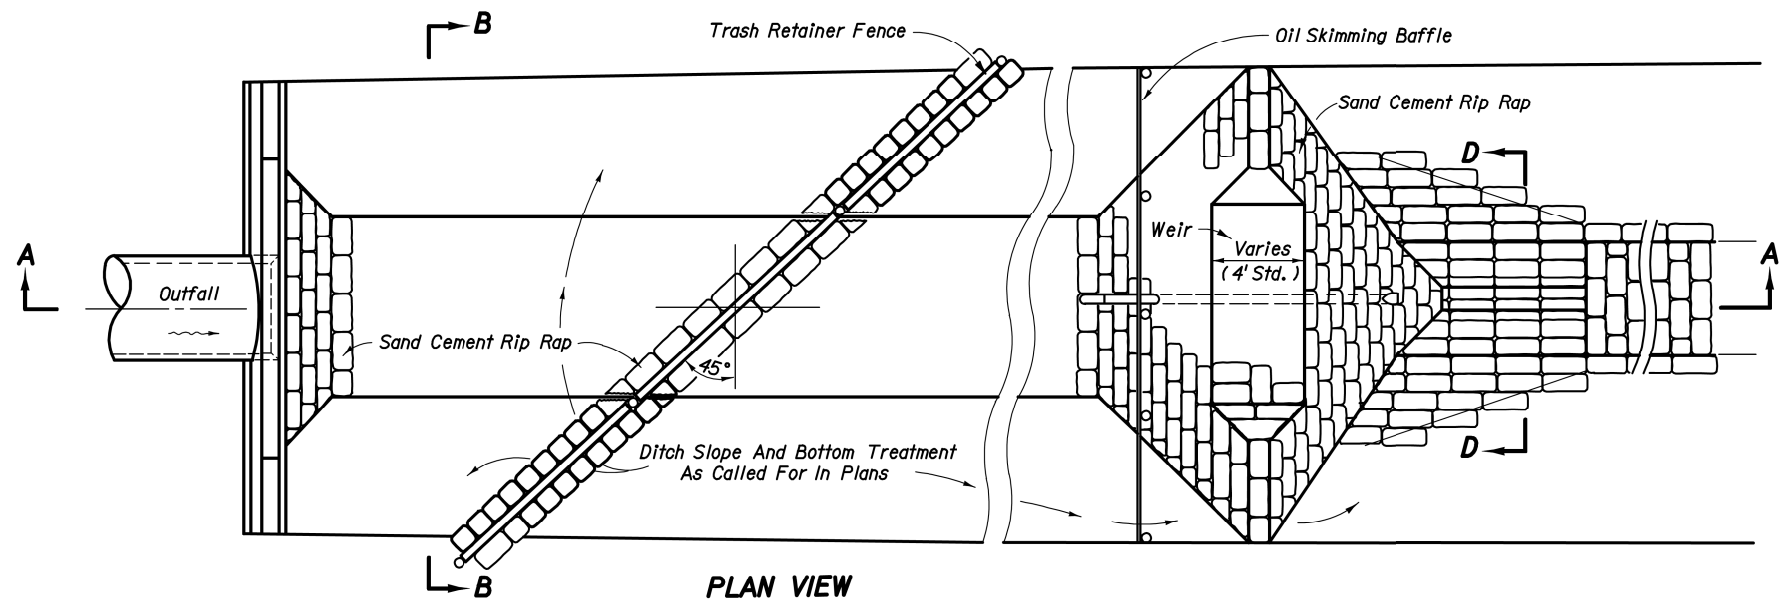 B
Trash Retainer Fence
Oil Skimming Baffle
Sand Cement Rip Rap
D
A
Weir
Varies
(4' Std.)
A
Outfall
Sand Cement Rip Rap
45°
Ditch Slope And Bottom Treatment
As Called For In Plans
D
B
PLAN VIEW